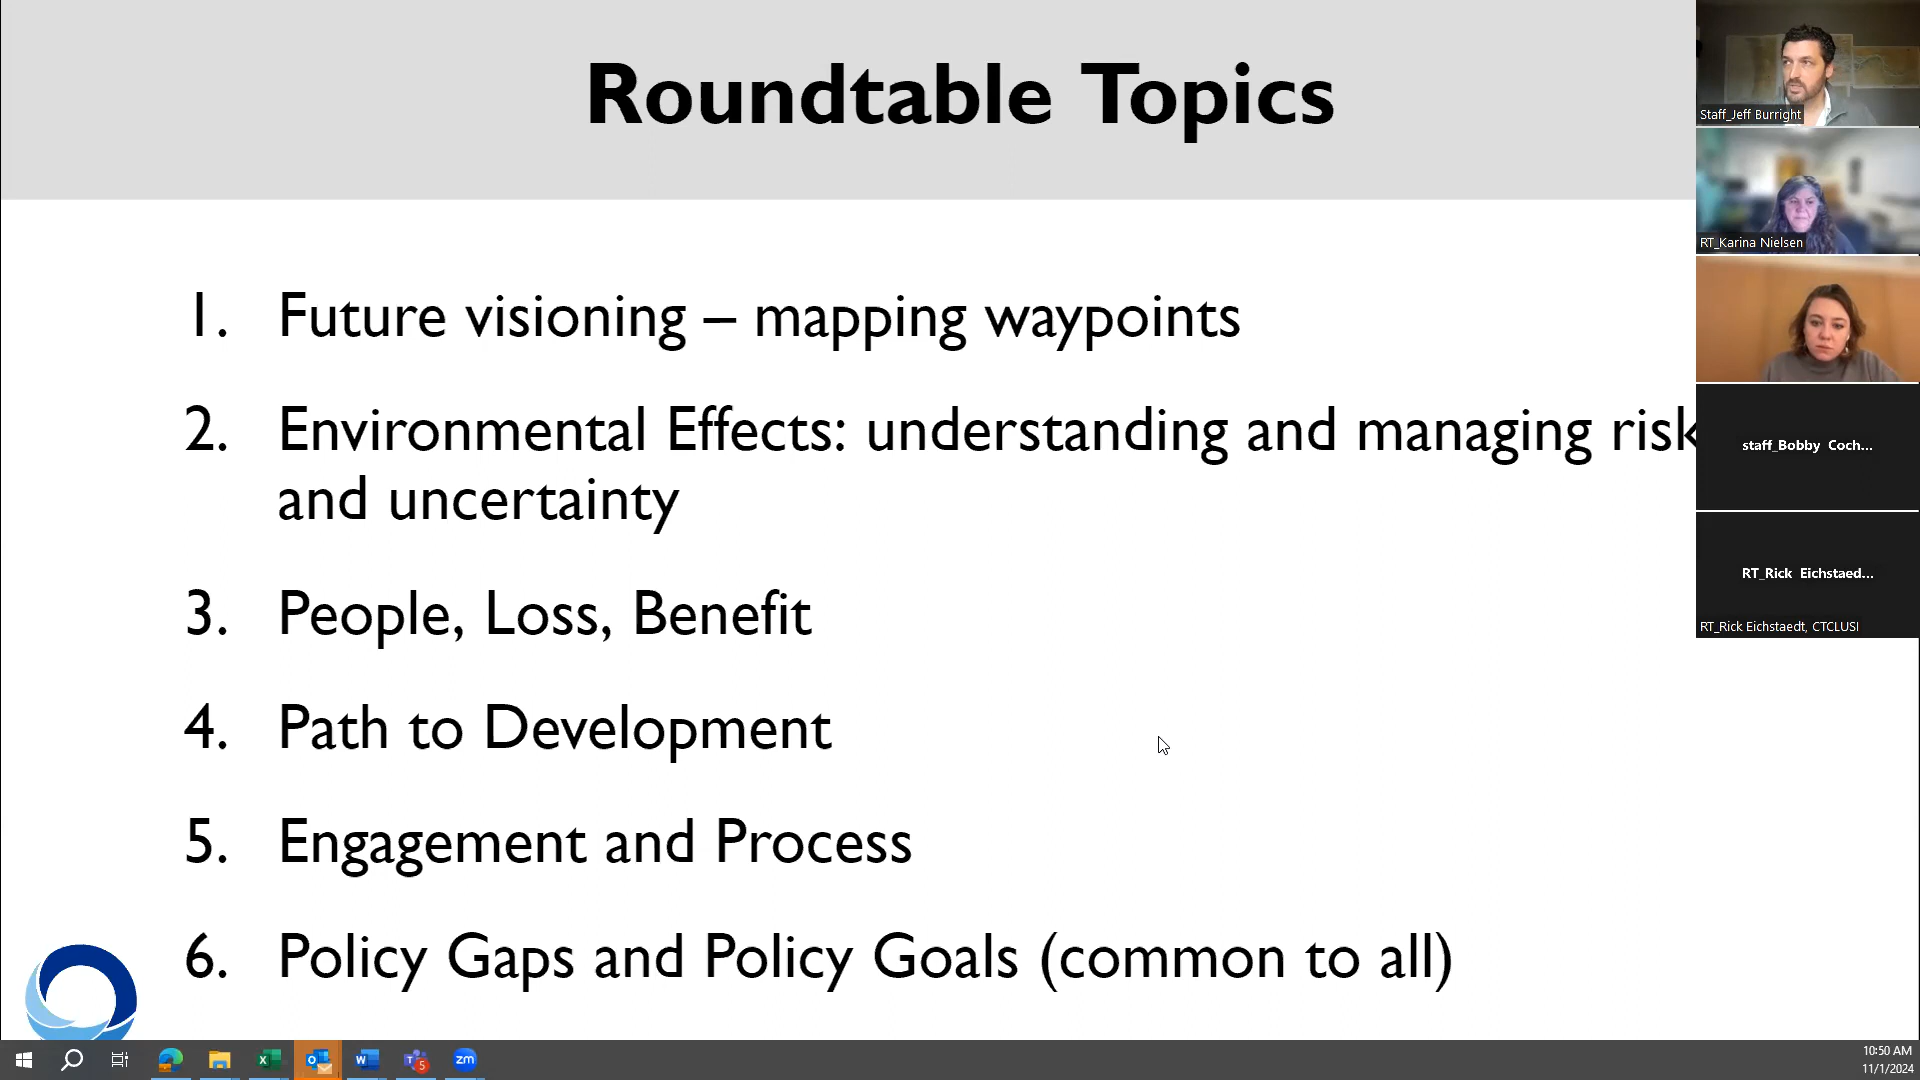 Roundtable Topics
1. Future visioning – mapping waypoints
2. Environmental Effects: understanding and managing risk
and uncertainty
3. People, Loss, Benefit
4. Path to Development
5. Engagement and Process
6. Policy Gaps and Policy Goals (common to all)
Staff_Jeff Burright
RT_Karina Nielsen
staff_Bobby Coch...
RT_Rick Eichstaed...
RT_Rick Eichstaedt, CTCLUSI
5
zm
10:50 AM
11/1/2024